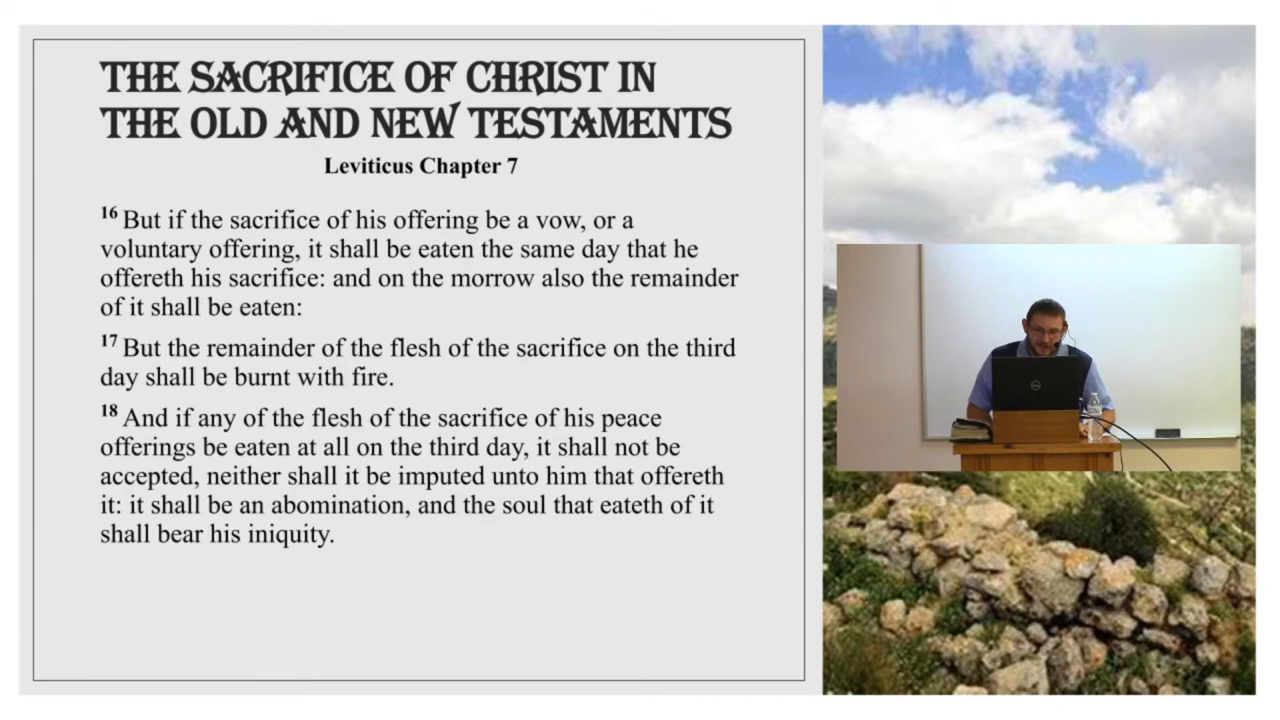 THE SACRIFICE OF CHRIST IN
THE OLD AND NEW TESTAMENTS
Leviticus Chapter 7
16 But if the sacrifice of his offering be a vow, or a
voluntary offering, it shall be eaten the same day that he
offereth his sacrifice: and on the morrow also the remainder
of it shall be eaten:
17 But the remainder of the flesh of the sacrifice on the third
day shall be burnt with fire.
18 And if any of the flesh of the sacrifice of his peace
offerings be eaten at all on the third day, it shall not be
accepted, neither shall it be imputed unto him that offereth
it: it shall be an abomination, and the soul that eateth of it
shall bear his iniquity.
DELL